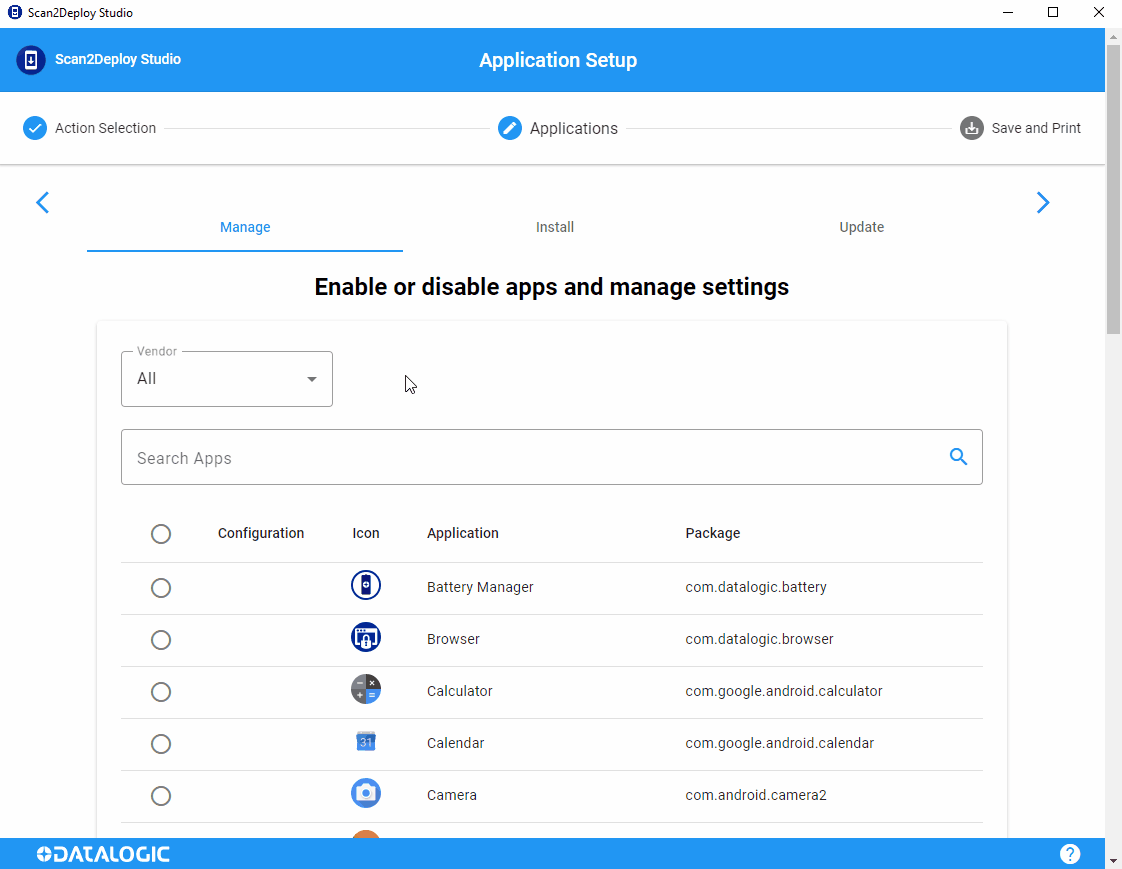 Scan2Deploy Studio
Scan2Deploy Studio
Application Setup
Action Selection
Applications
Save and Print
Manage
Install
Update
Enable or disable apps and manage settings
Vendor
All
Search Apps
Configuration Icon Application Package
Battery Manager com.datalogic.battery
Browser com.datalogic.browser
Calculator com.google.android.calculator
31 Calendar com.google.android.calendar
Camera com.android.camera2
DATALOGIC
?